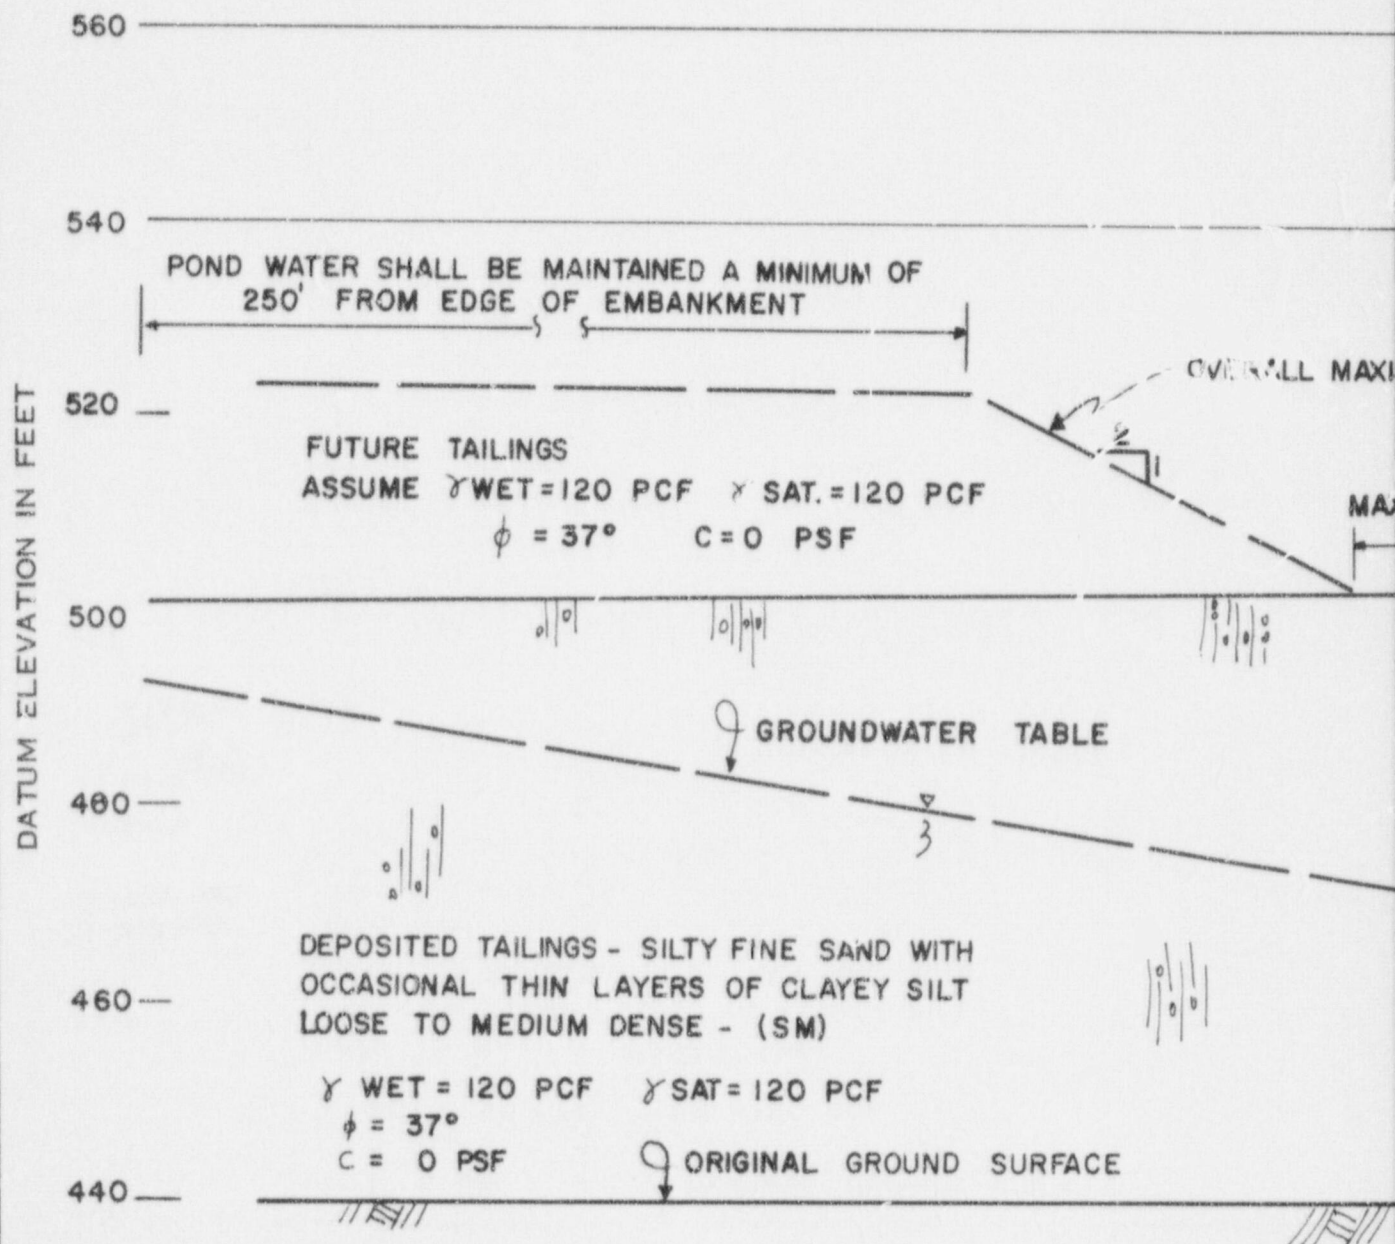 560
540
POND WATER SHALL BE MAINTAINED A MINIMUM OF
250' FROM EDGE OF EMBANKMENT
OVERALL MAXI
520
2
1
FUTURE TAILINGS
ASSUME γ WET = 120 PCF γ SAT. = 120 PCF
ϕ = 37° C = 0 PSF
MAX
DATUM ELEVATION IN FEET
500
GROUNDWATER TABLE
480
DEPOSITED TAILINGS - SILTY FINE SAND WITH
OCCASIONAL THIN LAYERS OF CLAYEY SILT
460
LOOSE TO MEDIUM DENSE - (SM)
γ WET = 120 PCF γ SAT = 120 PCF
ϕ = 37°
C = 0 PSF
ORIGINAL GROUND SURFACE
440